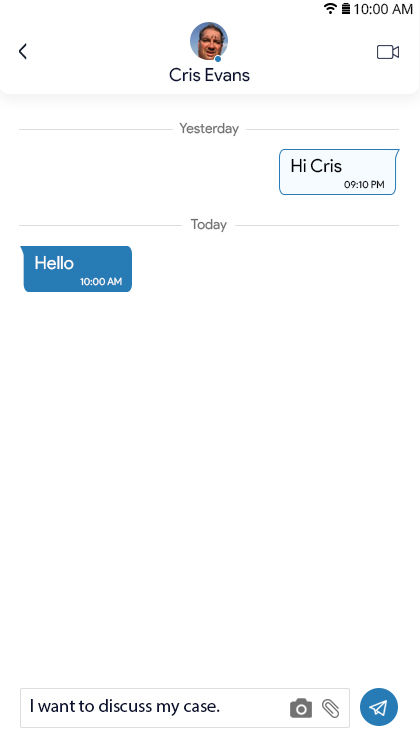 10:00 AM
Cris Evans
Yesterday
Hi Cris
09:10 PM
Today
Hello
10:00 AM
I want to discuss my case.